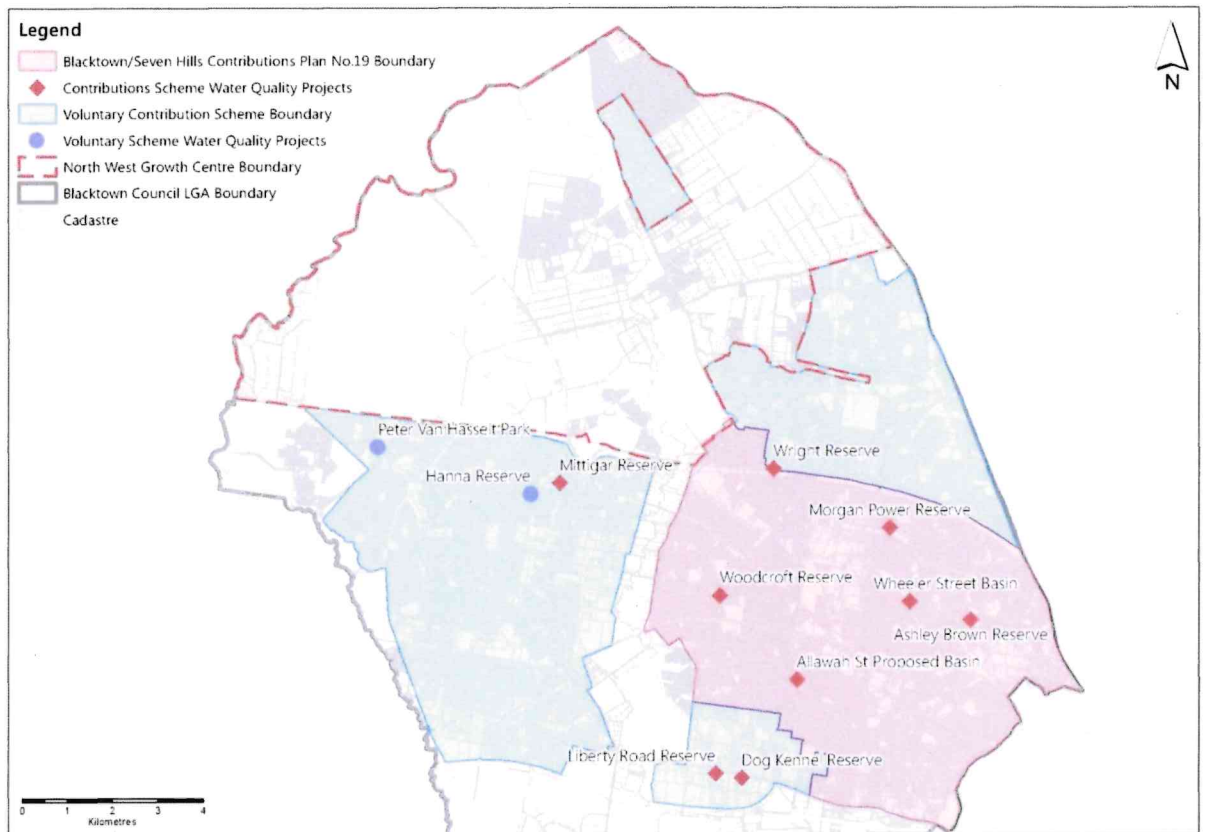 Legend
Blacktown/Seven Hills Contributions Plan No.19 Boundary
Contributions Scheme Water Quality Projects
Voluntary Contribution Scheme Boundary
Voluntary Scheme Water Quality Projects
North West Growth Centre Boundary
Blacktown Council LGA Boundary
Cadastre
N
Peter Van Hasselt Park
Hanna Reserve
Mittigar Reserve
Wright Reserve
Morgan Power Reserve
Woodcroft Reserve
Wheeler Street Basin
Ashley Brown Reserve
Allawah St Proposed Basin
Liberty Road Reserve
Dog Kennel Reserve
0 1 2 3 4
Kilometres